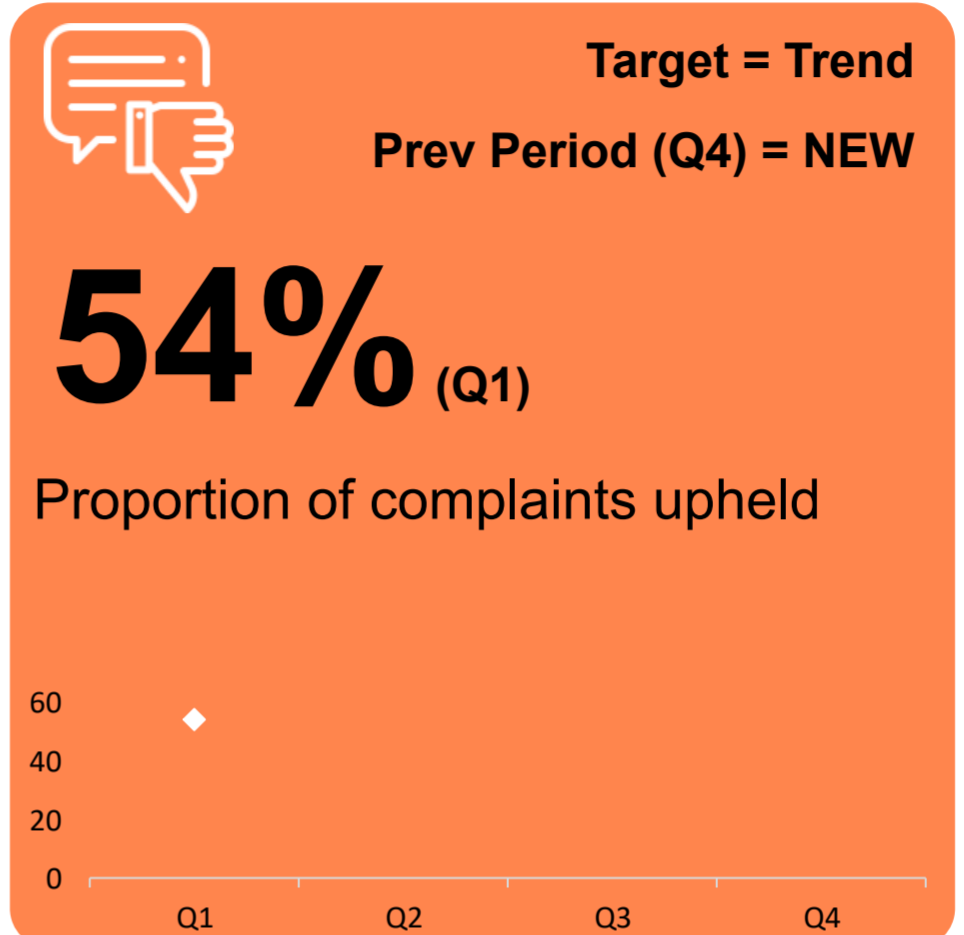 Target = Trend
Prev Period (Q4) = NEW
54% (Q1)
Proportion of complaints upheld
60
40
20
0
Q1 Q2 Q3 Q4